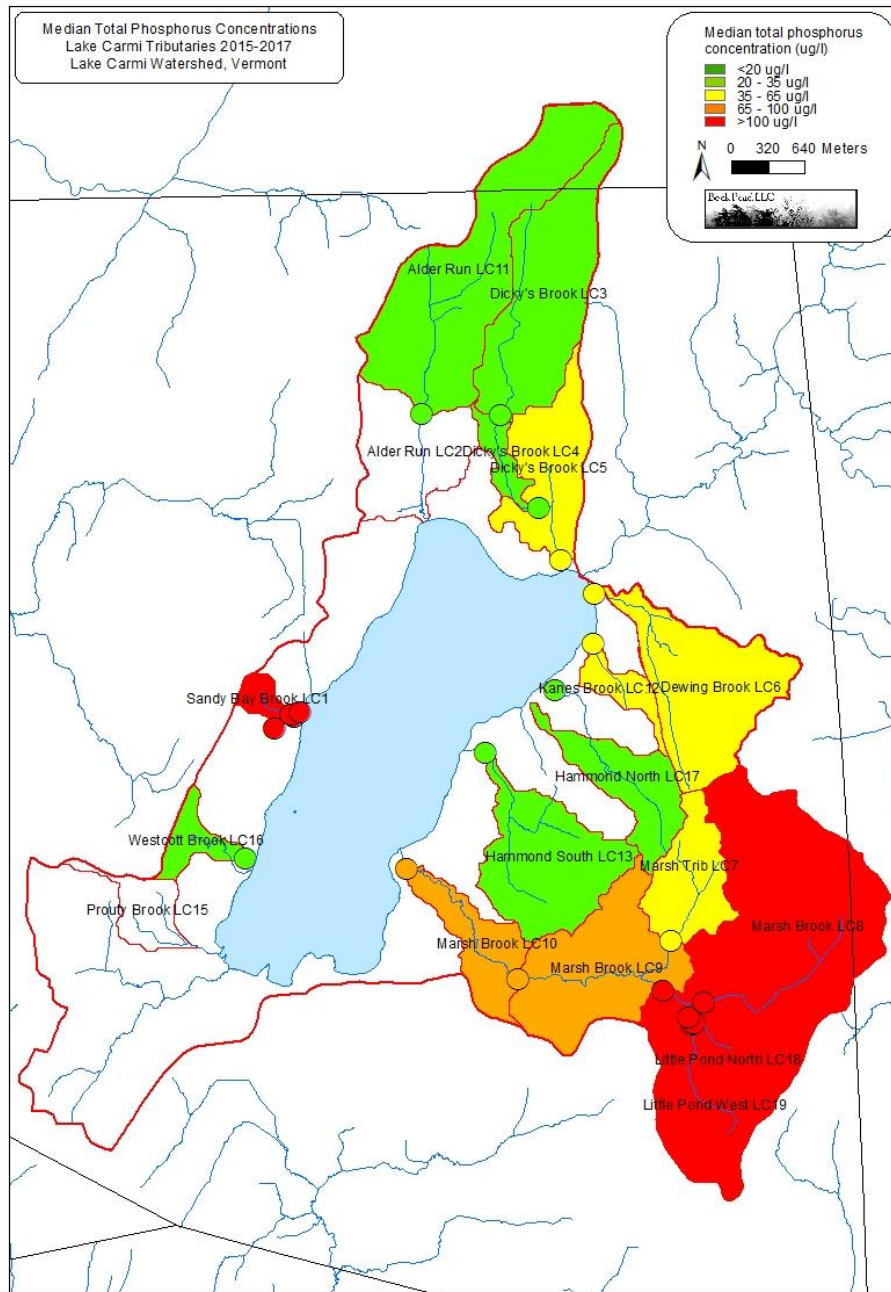 Median Total Phosphorus Concentrations
Lake Carmi Tributaries 2015-2017
Lake Carmi Watershed, Vermont
Median total phosphorus
concentration (ug/l)
<20 ug/l
20 - 35 ug/l
35 - 65 ug/l
65 - 100 ug/l
>100 ug/l
N
0 320 640 Meters
Beck Pond LLC
Alder Run LC11
Dicky's Brook LC3
Alder Run LC2
Dicky's Brook LC4
Dicky's Brook LC5
Sandy Bay Brook LC1
Kanes Brook LC12
Dewing Brook LC6
Hammond North LC17
Westcott Brook LC16
Hammond South LC13
Marsh Trib LC7
Prouty Brook LC15
Marsh Brook LC8
Marsh Brook LC10
Marsh Brook LC9
Little Pond North LC18
Little Pond West LC19